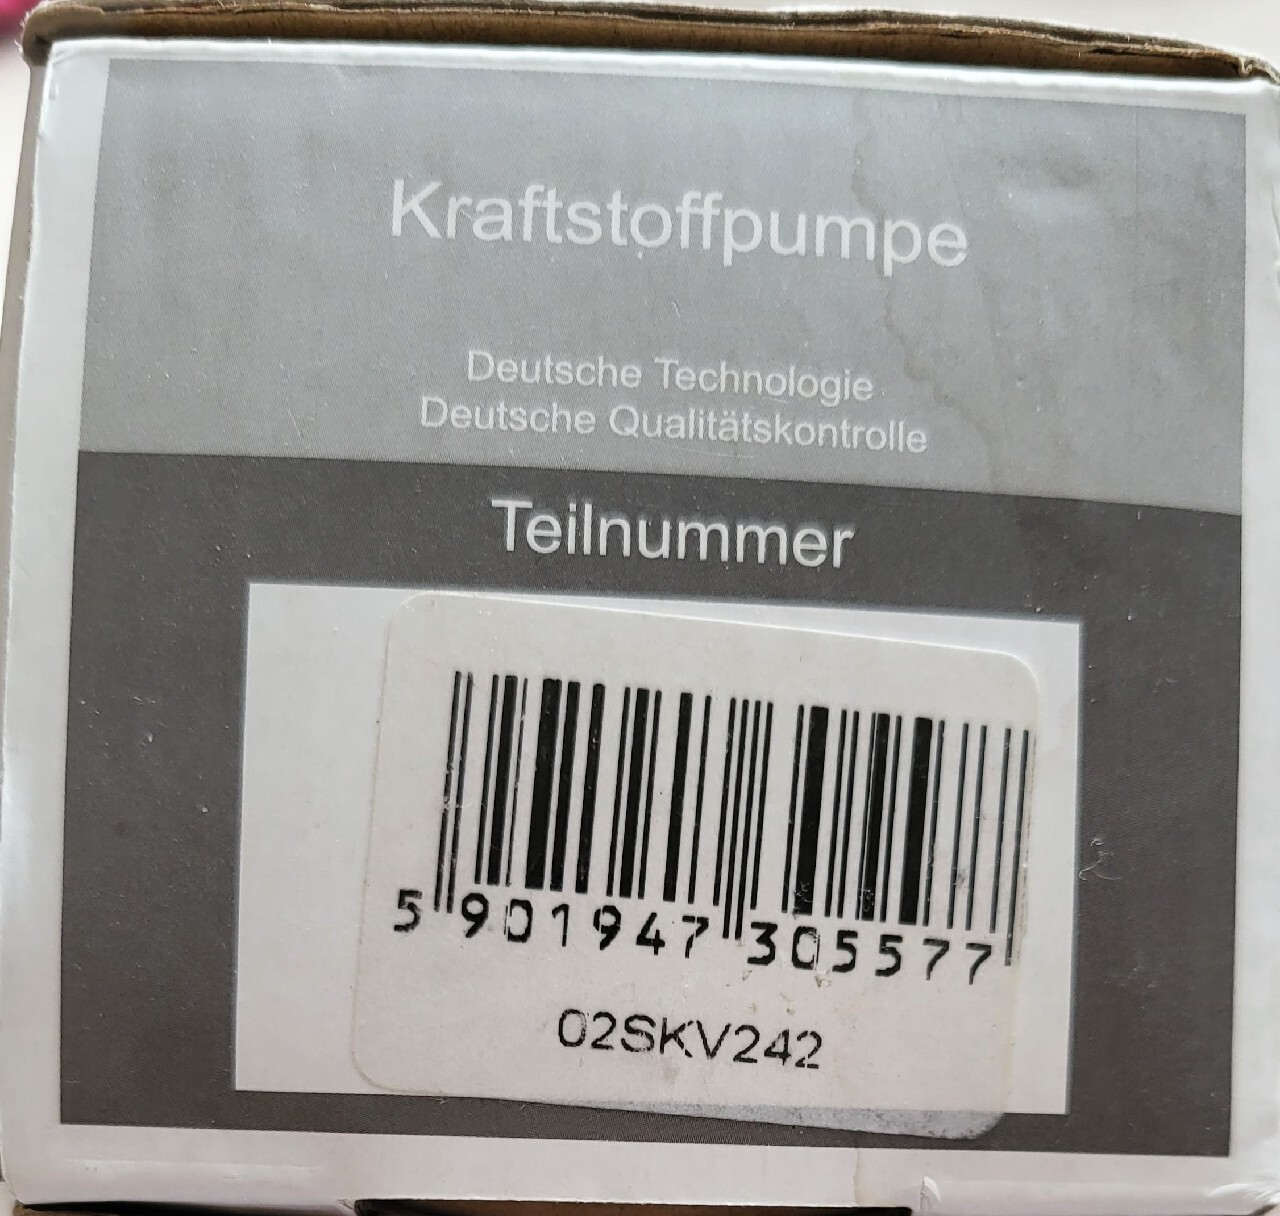 Kraftstoffpumpe
Deutsche Technologie
Deutsche Qualitätskontrolle
Teilnummer
5 901947 305577
02SKV242